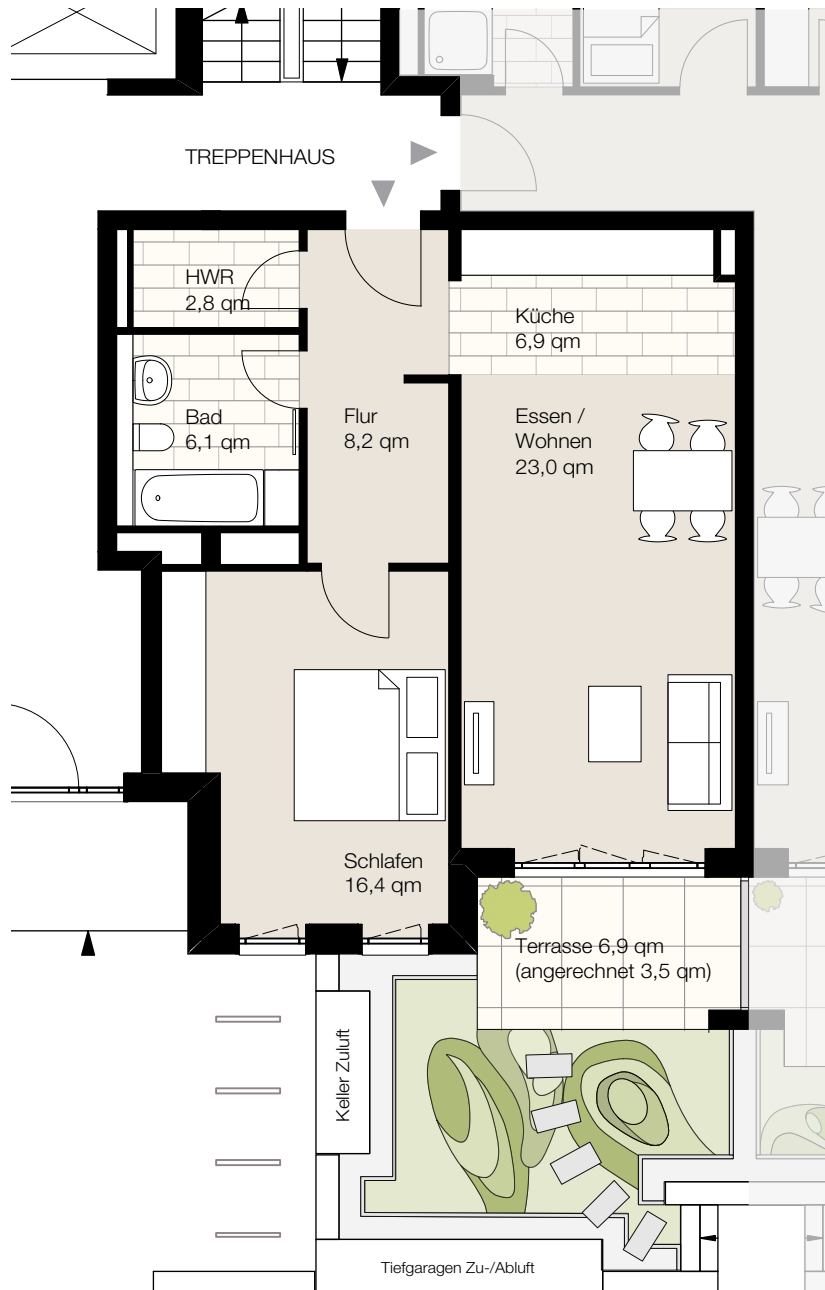 TREPPENHAUS
HWR
2,8 qm
Küche
6,9 qm
Bad
6,1 qm
Flur
8,2 qm
Essen /
Wohnen
23,0 qm
Schlafen
16,4 qm
Terrasse 6,9 qm
(angerechnet 3,5 qm)
Keller Zuluft
Tiefgaragen Zu-/Abluft